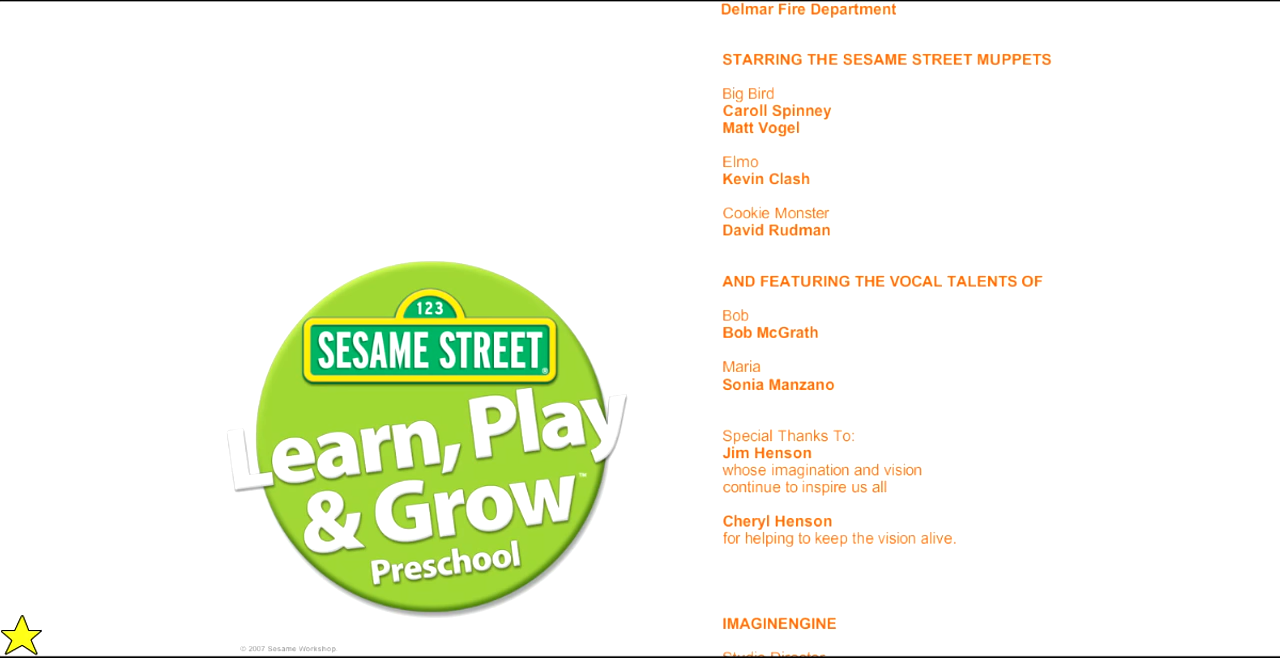 123
SESAME STREET®
Learn, Play
& Grow™
Preschool
© 2007 Sesame Workshop.
Delmar Fire Department
STARRING THE SESAME STREET MUPPETS
Big Bird
Caroll Spinney
Matt Vogel
Elmo
Kevin Clash
Cookie Monster
David Rudman
AND FEATURING THE VOCAL TALENTS OF
Bob
Bob McGrath
Maria
Sonia Manzano
Special Thanks To:
Jim Henson
whose imagination and vision
continue to inspire us all
Cheryl Henson
for helping to keep the vision alive.
IMAGINENGINE
Studio Director